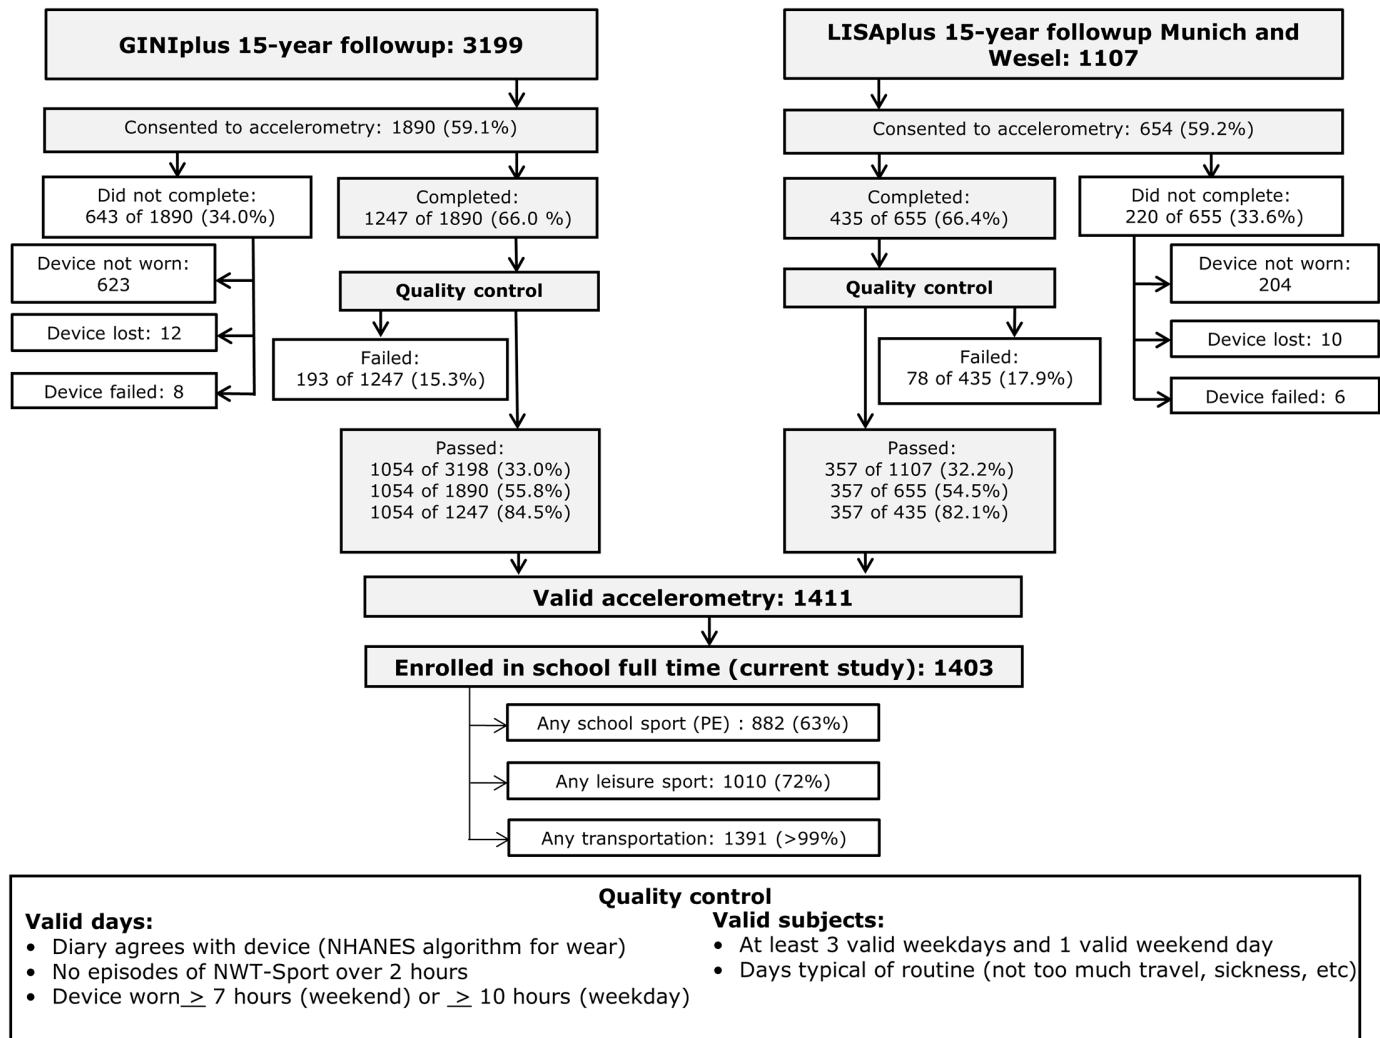 GINIplus 15-year followup: 3199
LISAplus 15-year followup Munich and
Wesel: 1107
Consented to accelerometry: 1890 (59.1%)
Consented to accelerometry: 654 (59.2%)
Did not complete:
643 of 1890 (34.0%)
Completed:
1247 of 1890 (66.0 %)
Completed:
435 of 655 (66.4%)
Did not complete:
220 of 655 (33.6%)
Device not worn:
623
Device lost: 12
Device failed: 8
Quality control
Failed:
193 of 1247 (15.3%)
Quality control
Failed:
78 of 435 (17.9%)
Device not worn:
204
Device lost: 10
Device failed: 6
Passed:
1054 of 3198 (33.0%)
1054 of 1890 (55.8%)
1054 of 1247 (84.5%)
Passed:
357 of 1107 (32.2%)
357 of 655 (54.5%)
357 of 435 (82.1%)
Valid accelerometry: 1411
Enrolled in school full time (current study): 1403
Any school sport (PE) : 882 (63%)
Any leisure sport: 1010 (72%)
Any transportation: 1391 (>99%)
Quality control
Valid days:
• Diary agrees with device (NHANES algorithm for wear)
• No episodes of NWT-Sport over 2 hours
• Device worn > 7 hours (weekend) or > 10 hours (weekday)
Valid subjects:
• At least 3 valid weekdays and 1 valid weekend day
• Days typical of routine (not too much travel, sickness, etc)